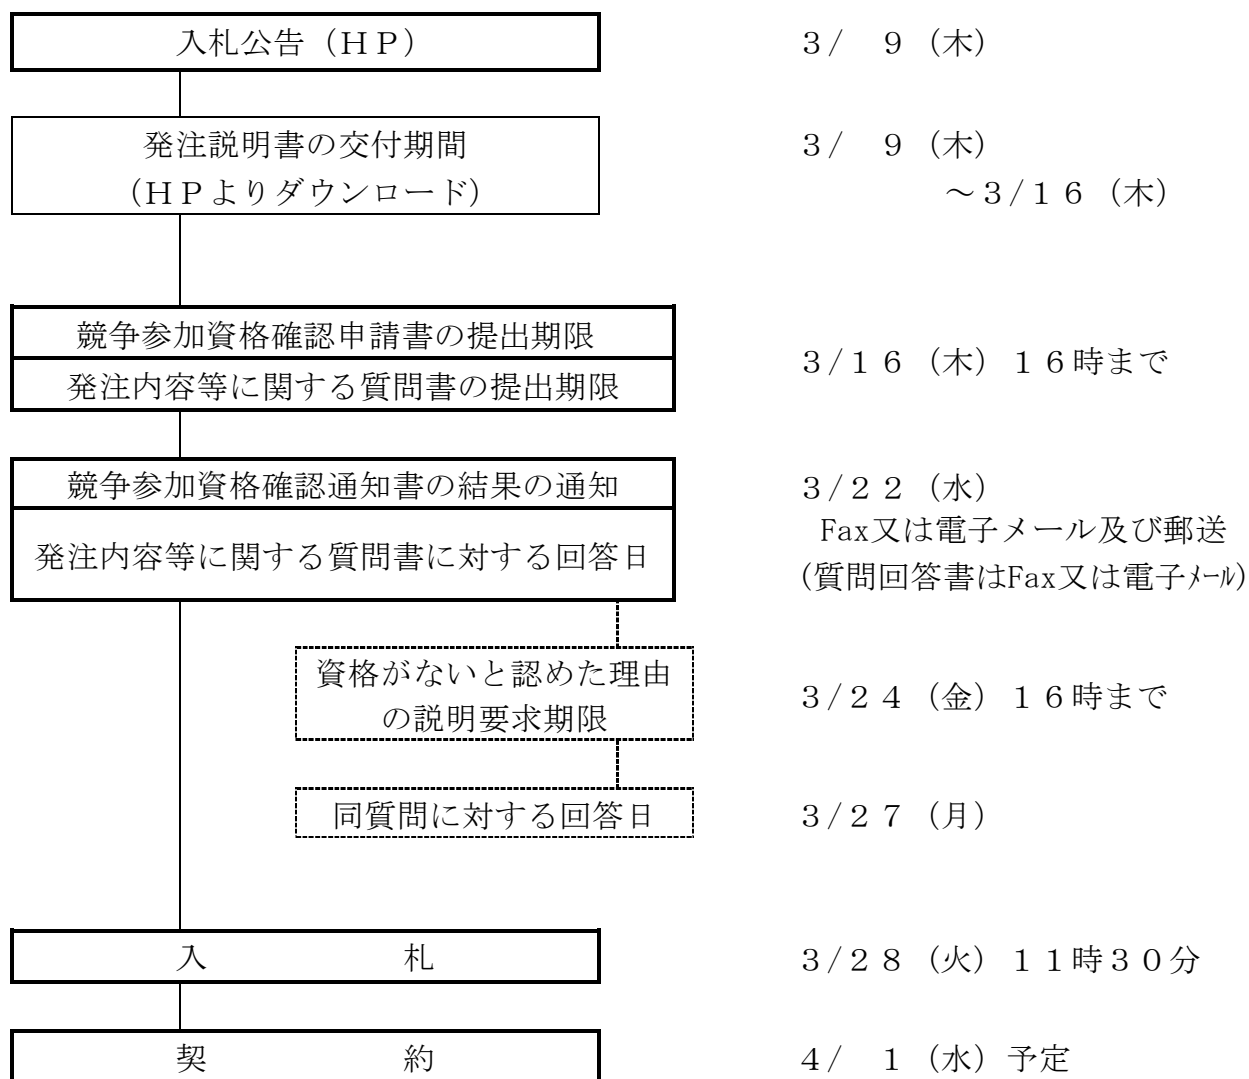 入札公告（ＨＰ）　３／　９（木）
発注説明書の交付期間　３／　９（木）
（ＨＰよりダウンロード）　～３／１６（木）
競争参加資格確認申請書の提出期限
発注内容等に関する質問書の提出期限
３／１６（木）１６時まで
競争参加資格確認通知書の結果の通知　３／２２（水）
Fax又は電子メール及び郵送
発注内容等に関する質問書に対する回答日
(質問回答書はFax又は電子ﾒｰﾙ)
資格がないと認めた理由
の説明要求期限
３／２４（金）１６時まで
同質問に対する回答日　３／２７（月）
入　札　３／２８（火）１１時３０分
契　約　４／　１（水）予定